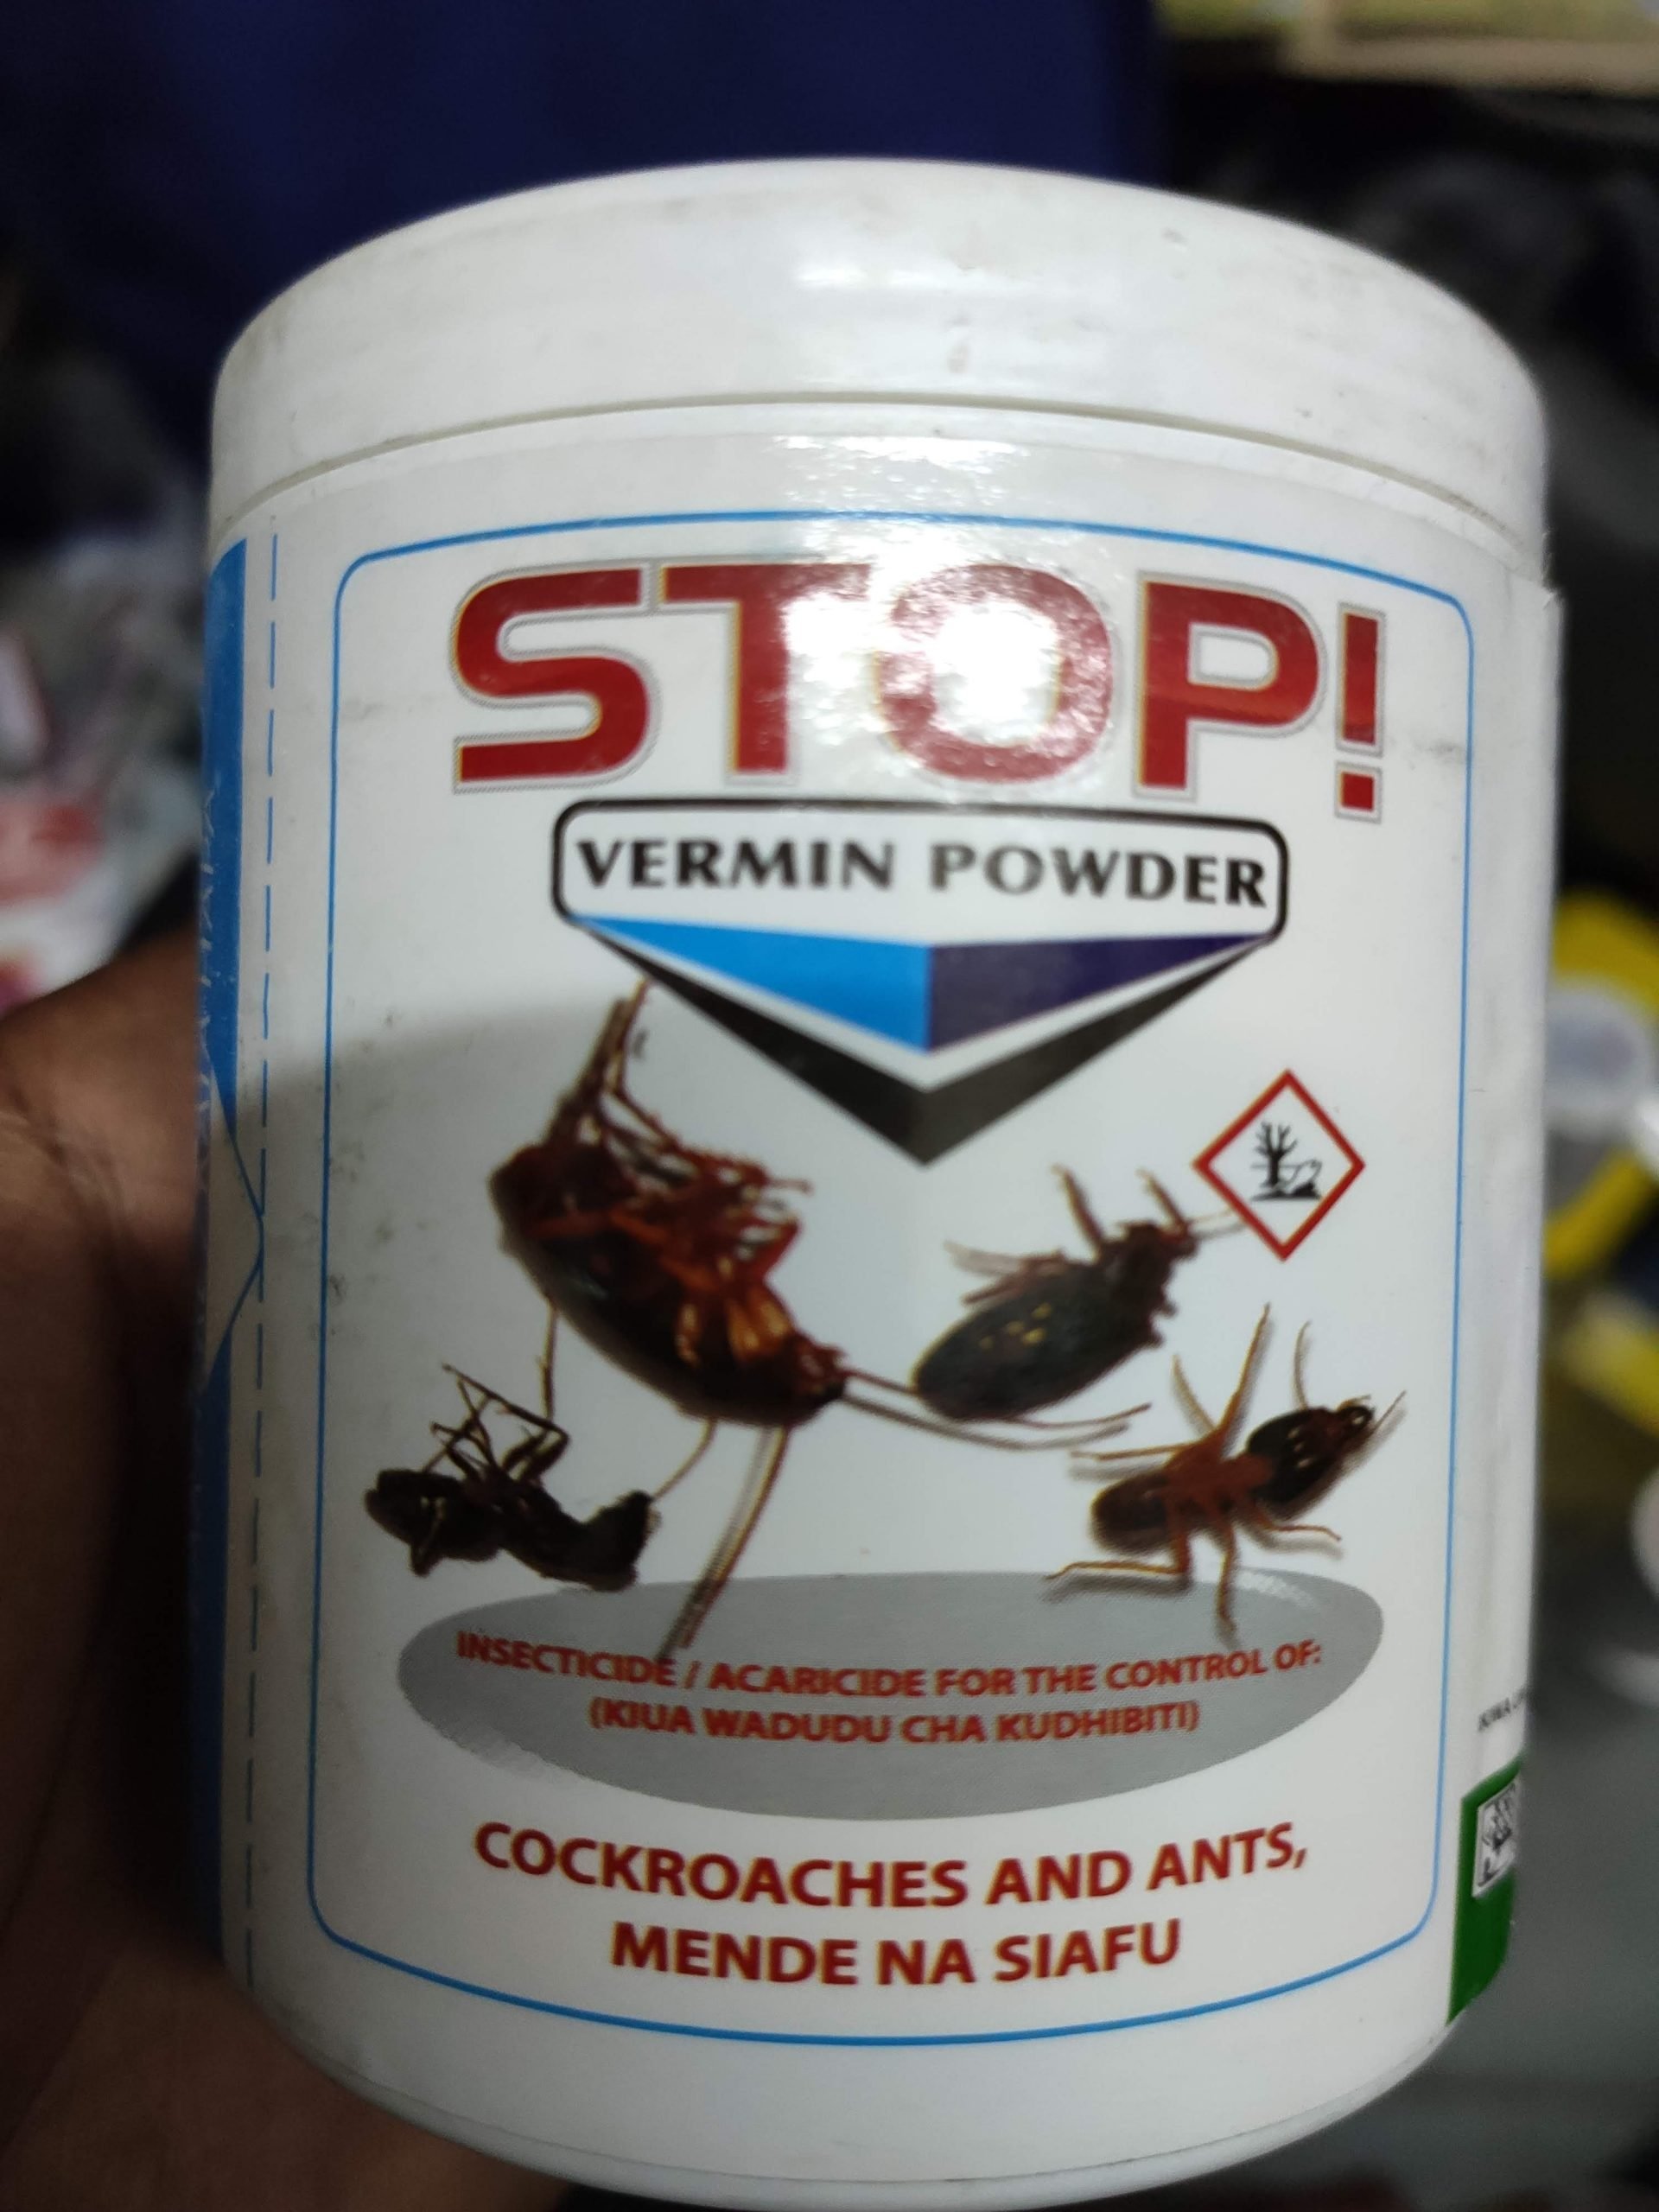 STOP!
VERMIN POWDER
INSECTICIDE / ACARICIDE FOR THE CONTROL OF:
(KIUA WADUDU CHA KUDHIBITI)
COCKROACHES AND ANTS,
MENDE NA SIAFU